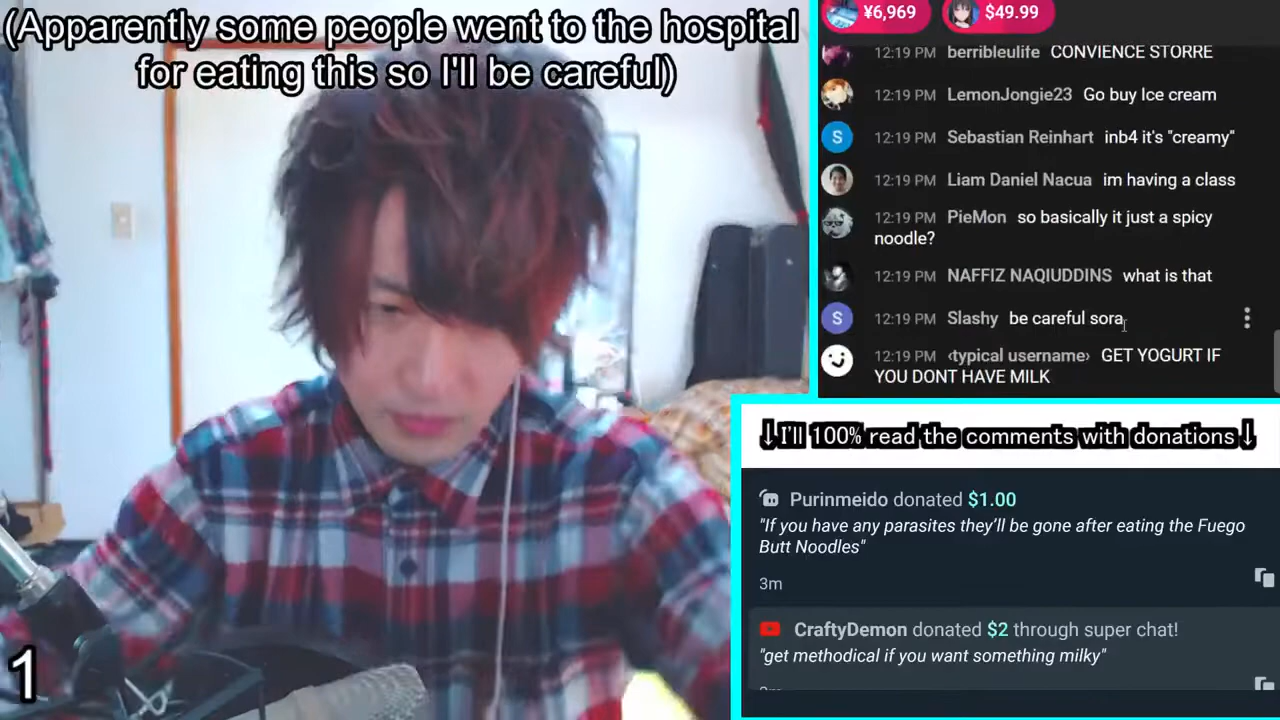 (Apparently some people went to the hospital
for eating this so I'll be careful)
1
¥6,969
$49.99
12:19 PM berribleulife CONVIENCE STORRE
12:19 PM LemonJongie23 Go buy Ice cream
S 12:19 PM Sebastian Reinhart inb4 it's "creamy"
12:19 PM Liam Daniel Nacua im having a class
12:19 PM PieMon so basically it just a spicy
noodle?
12:19 PM NAFFIZ NAQIUDDINS what is that
S 12:19 PM Slashy be careful sora
12:19 PM ‹typical username› GET YOGURT IF
YOU DONT HAVE MILK
↓I'll 100% read the comments with donations↓
Purinmeido donated $1.00
"If you have any parasites they'll be gone after eating the Fuego
Butt Noodles"
3m
CraftyDemon donated $2 through super chat!
"get methodical if you want something milky"